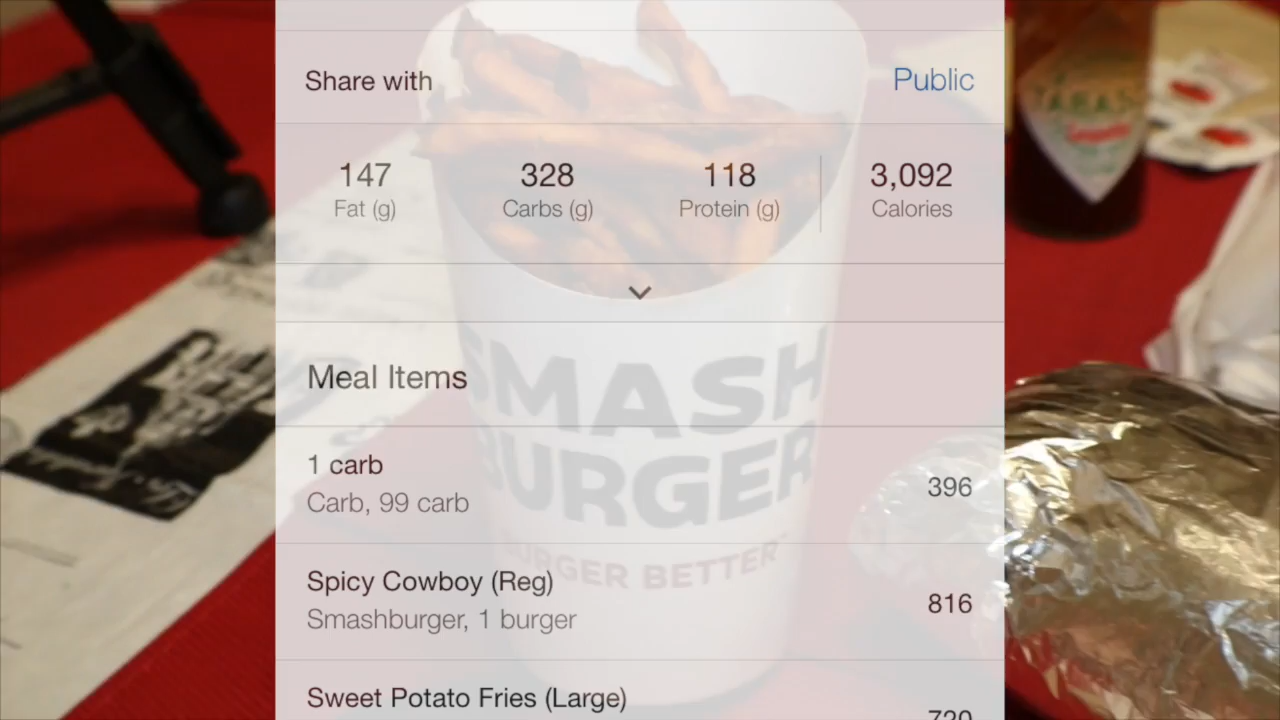 Share with
Public
147
328
118
3,092
Fat (g)
Carbs (g)
Protein (g)
Calories
Meal Items
1 carb
Carb, 99 carb
396
Spicy Cowboy (Reg)
Smashburger, 1 burger
816
Sweet Potato Fries (Large)
720
SMASH
BURGER
BURGER BETTER